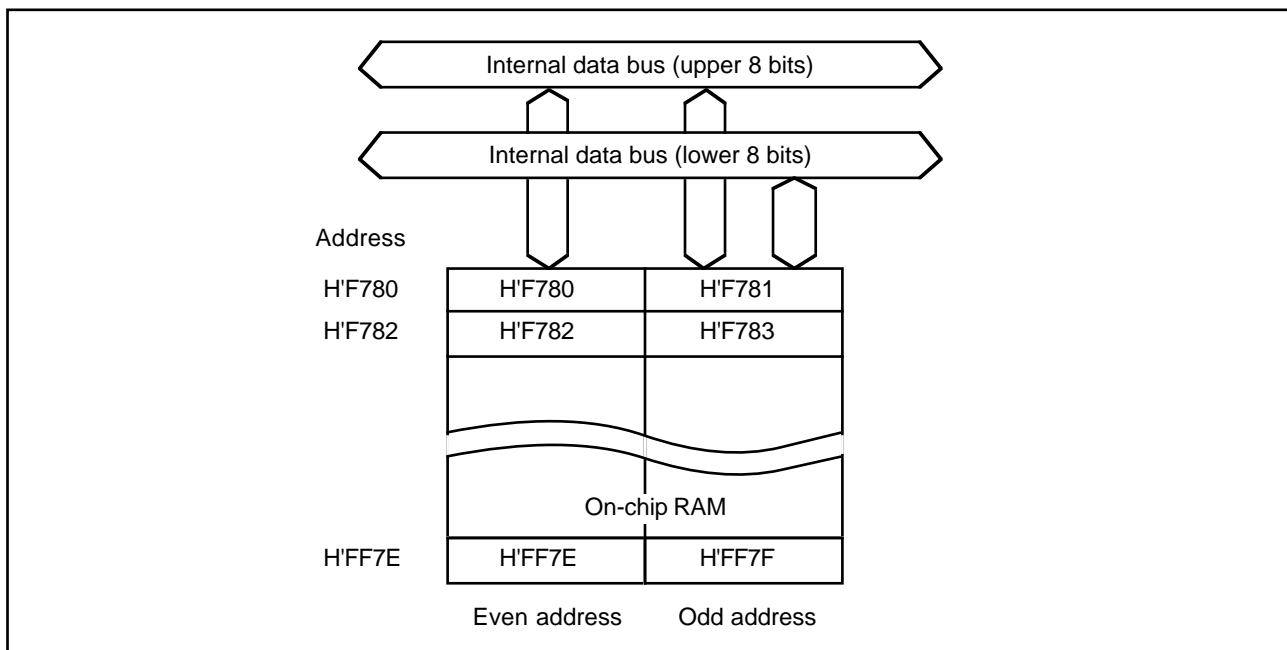 Internal data bus (upper 8 bits)
Internal data bus (lower 8 bits)
Address
H'F780 H'F780 H'F781
H'F782 H'F782 H'F783
On-chip RAM
H'FF7E H'FF7E H'FF7F
Even address Odd address